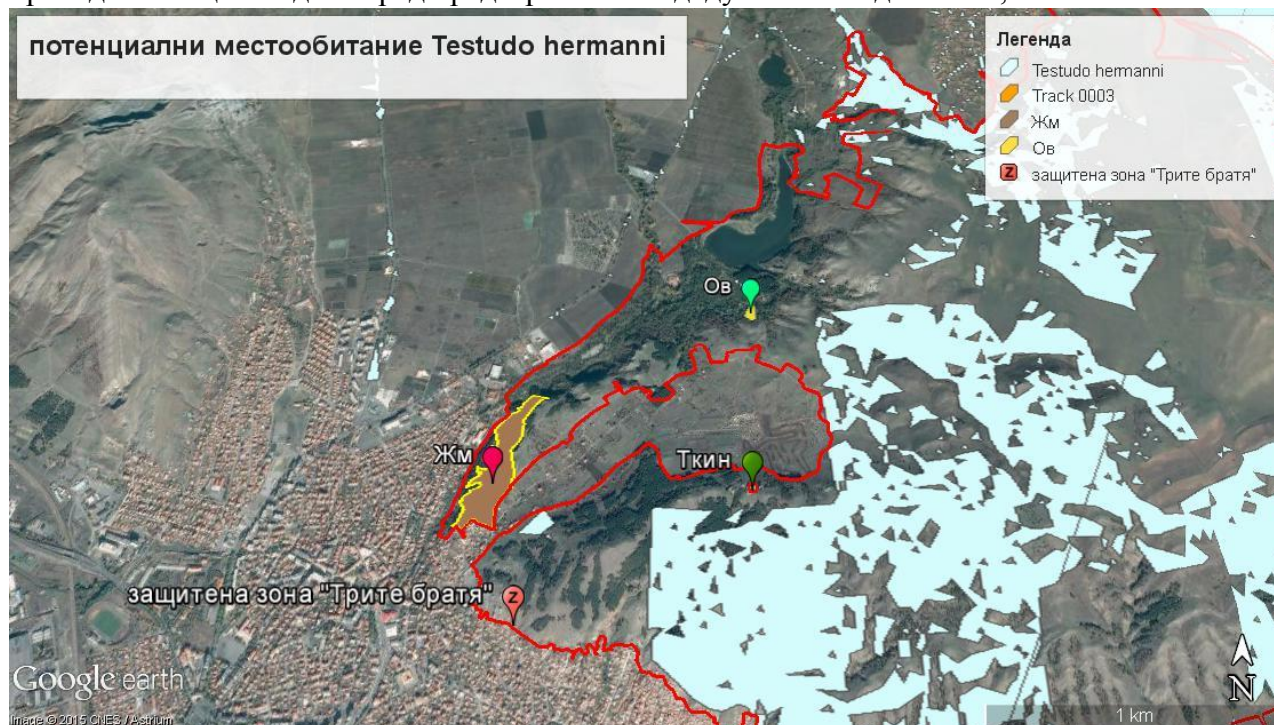 потенциални местообитание Testudo hermanni
Легенда
Testudo hermanni
Track 0003
Жм
Ов
защитена зона "Трите братя"
Ов
Жм
Ткин
защитена зона "Трите братя"
Z
Google earth
N
Image © 2015 CNES / Astrium
1 km